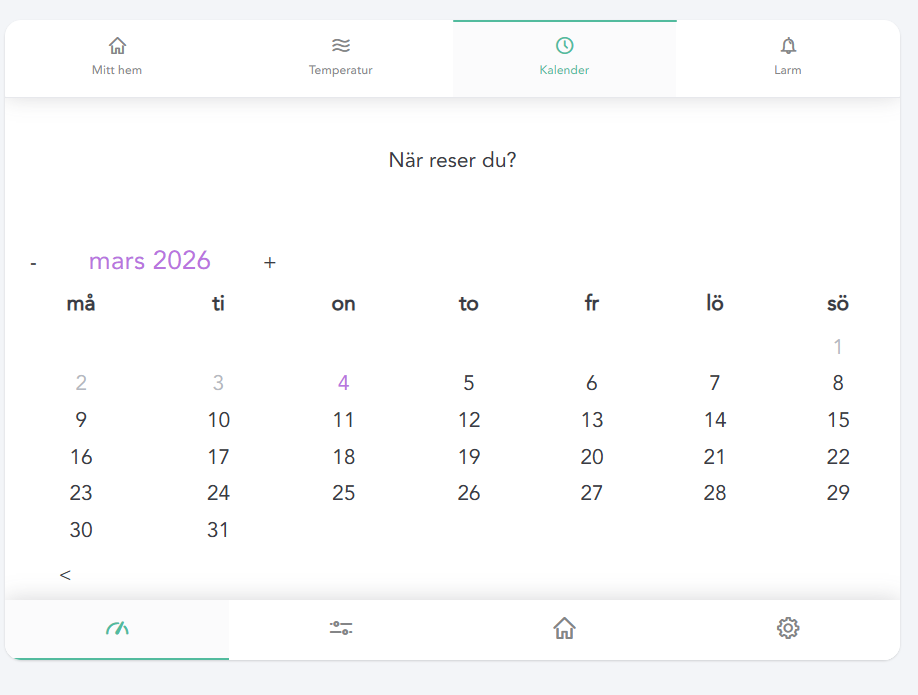 Mitt hem Temperatur Kalender Larm
När reser du?
- mars 2026 +
må ti on to fr lö sö
1
2 3 4 5 6 7 8
9 10 11 12 13 14 15
16 17 18 19 20 21 22
23 24 25 26 27 28 29
30 31
<